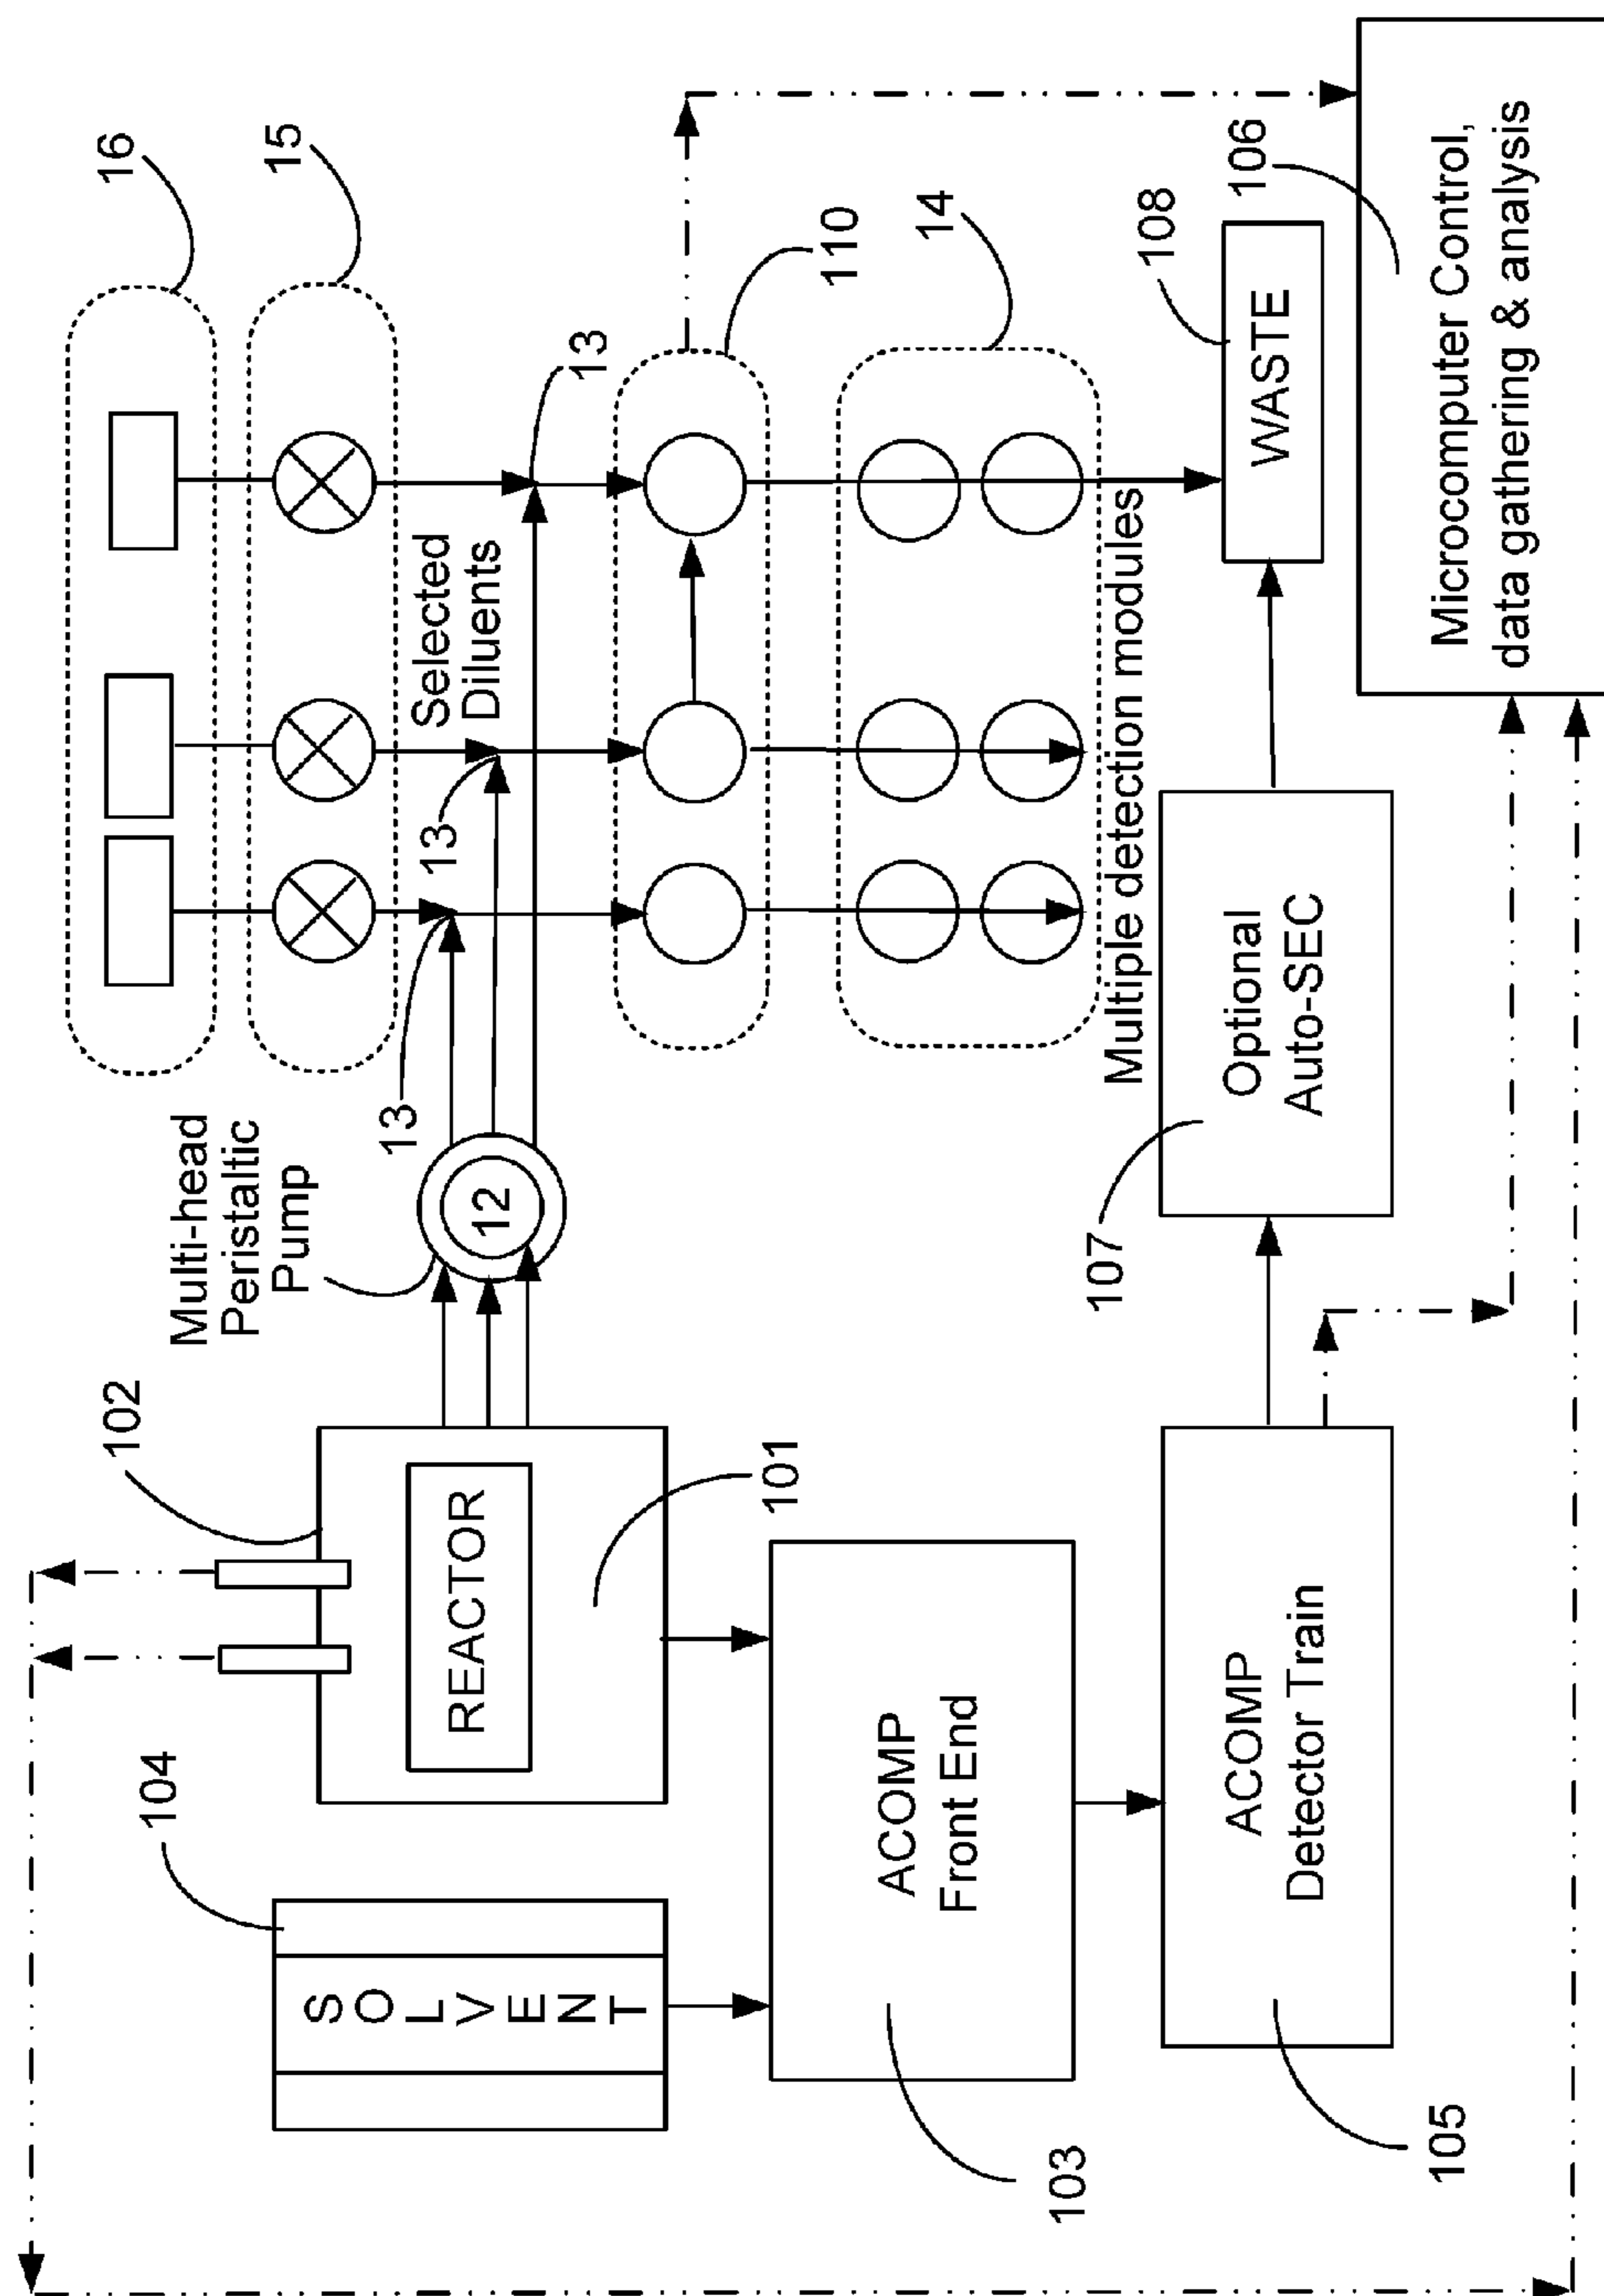 16
15
102
104
Multi-head
Peristaltic
Pump
12
13
13
13
Selected
Diluents
SOLVENT
REACTOR
101
110
14
ACOMP
Front End
103
Multiple detection modules
108
WASTE
106
107
Optional
Auto-SEC
ACOMP
Detector Train
105
Microcomputer Control,
data gathering & analysis